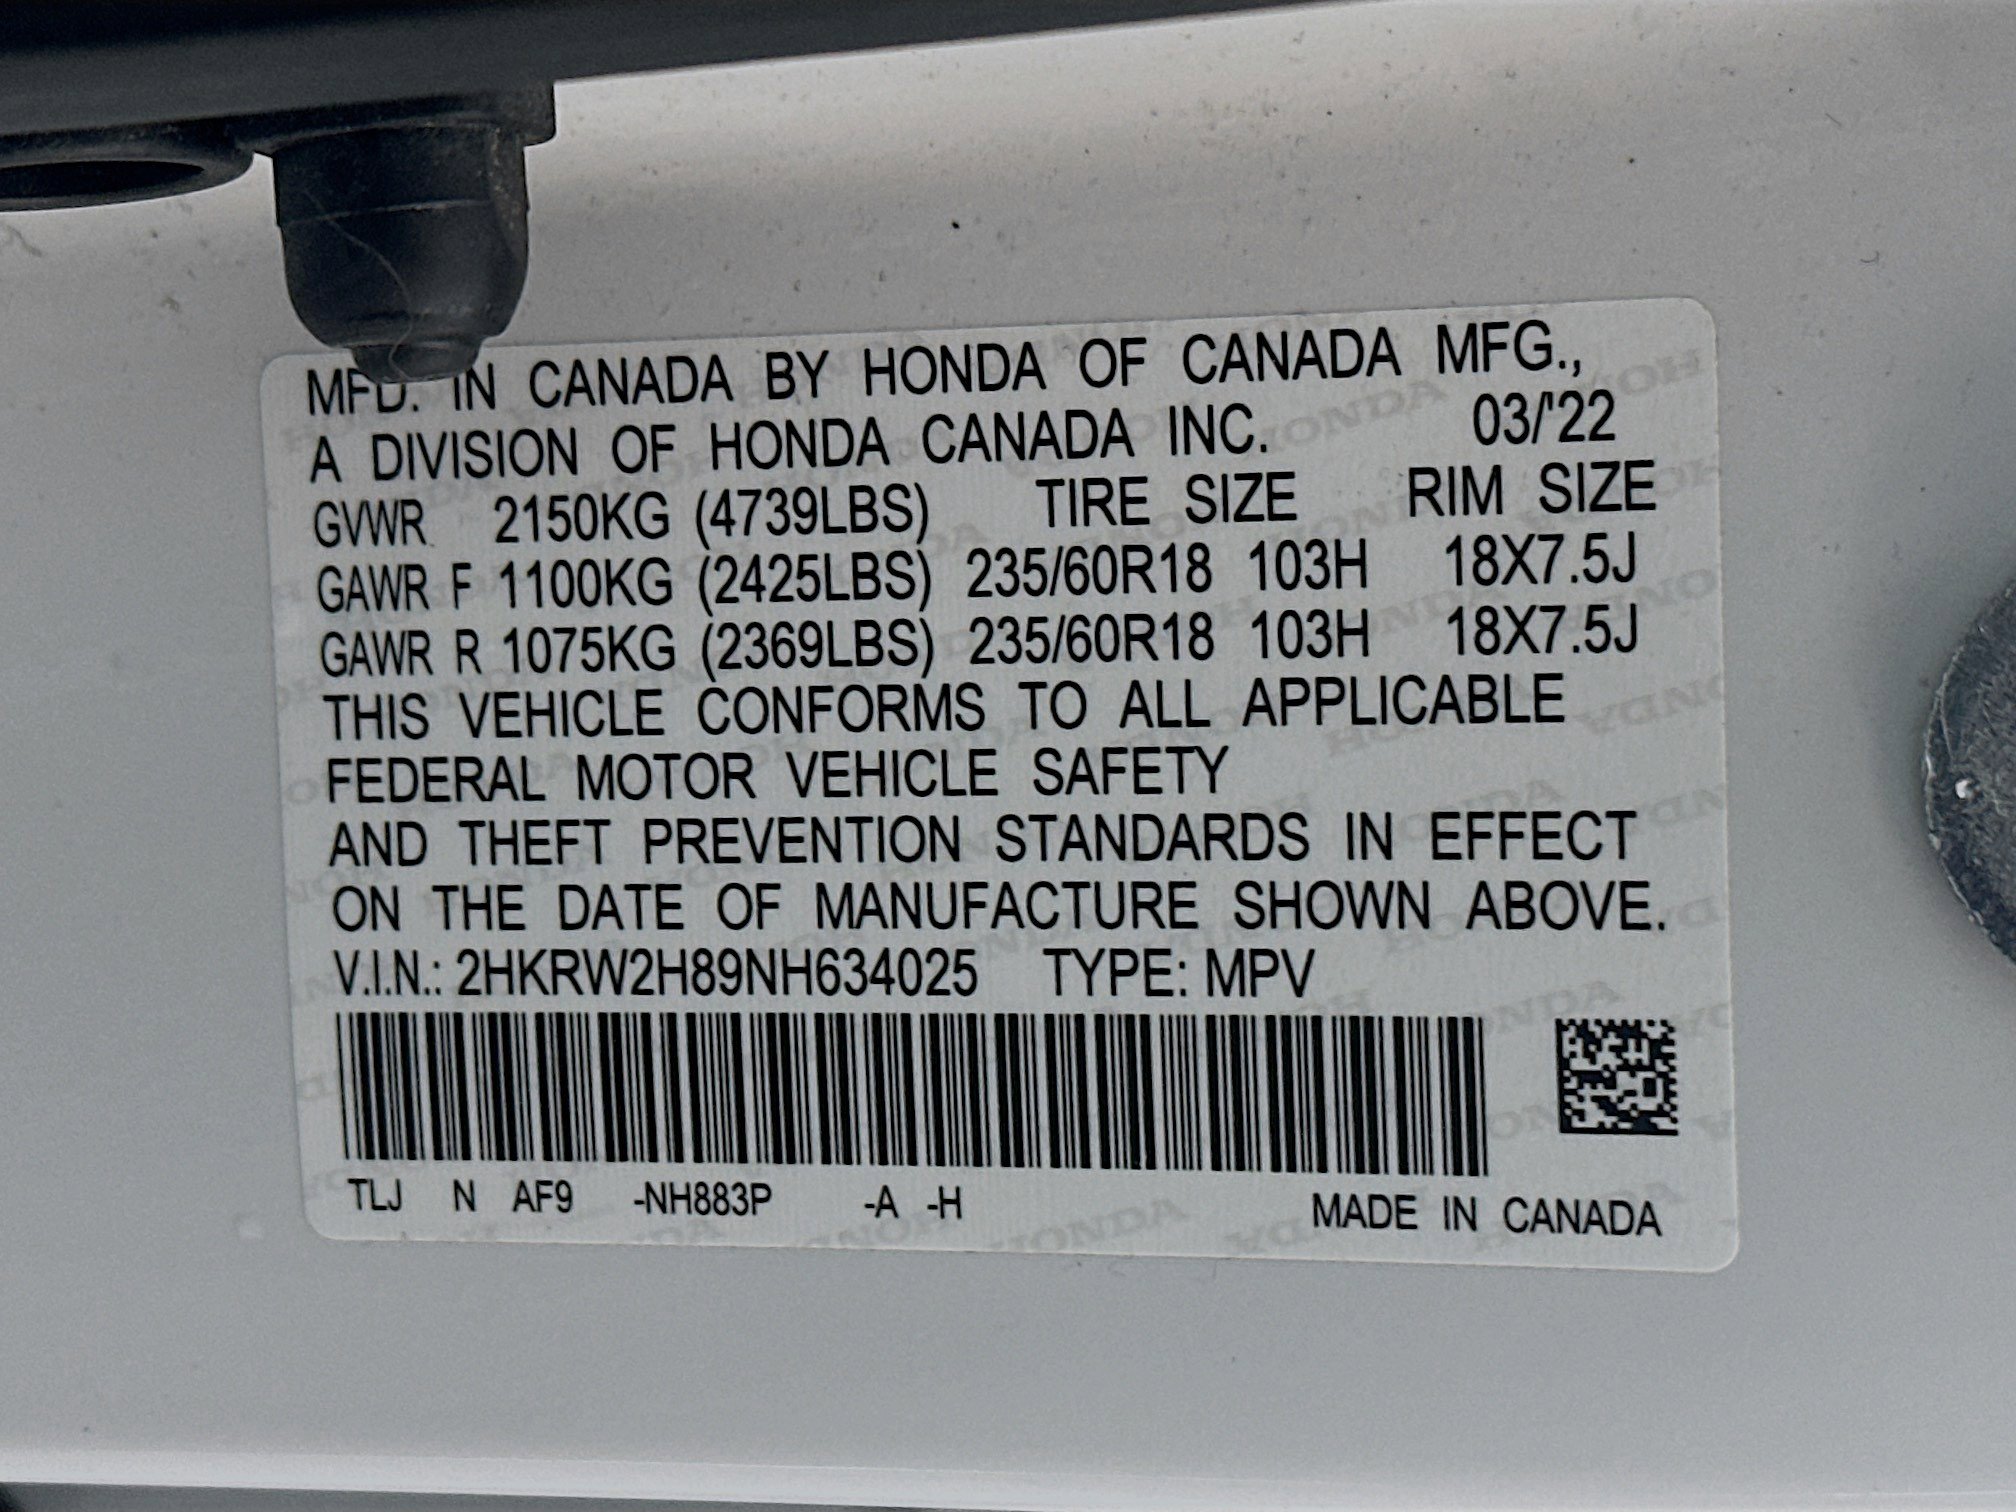 MFD. IN CANADA BY HONDA OF CANADA MFG.,
A DIVISION OF HONDA CANADA INC. 03/'22
GVWR 2150KG (4739LBS) TIRE SIZE RIM SIZE
GAWR F 1100KG (2425LBS) 235/60R18 103H 18X7.5J
GAWR R 1075KG (2369LBS) 235/60R18 103H 18X7.5J
THIS VEHICLE CONFORMS TO ALL APPLICABLE
FEDERAL MOTOR VEHICLE SAFETY
AND THEFT PREVENTION STANDARDS IN EFFECT
ON THE DATE OF MANUFACTURE SHOWN ABOVE.
V.I.N.: 2HKRW2H89NH634025 TYPE: MPV
TLJ N AF9 -NH883P -A -H MADE IN CANADA